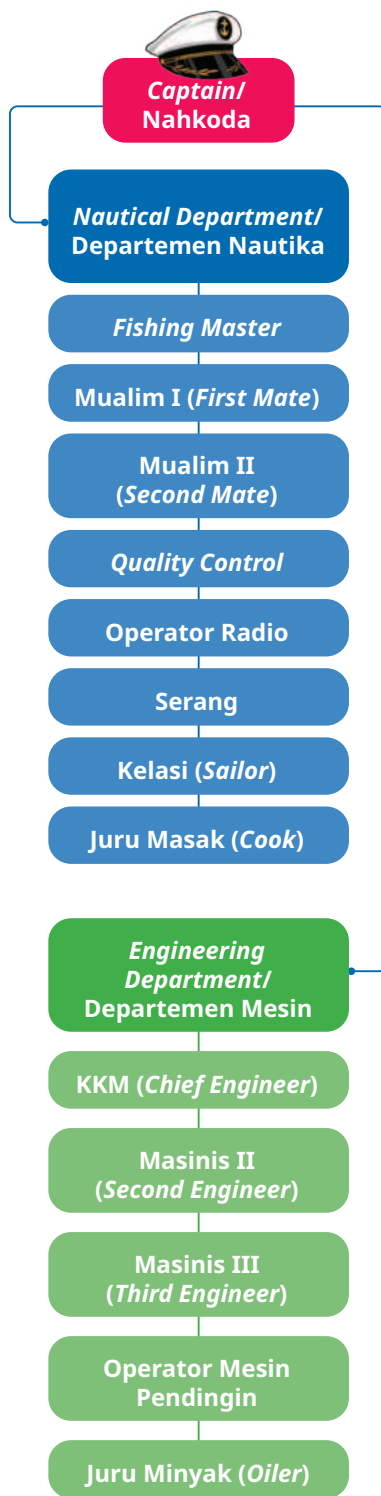 Captain/
Nahkoda
Nautical Department/
Departemen Nautika
Fishing Master
Mualim I (First Mate)
Mualim II
(Second Mate)
Quality Control
Operator Radio
Serang
Kelasi (Sailor)
Juru Masak (Cook)
Engineering
Department/
Departemen Mesin
KKM (Chief Engineer)
Masinis II
(Second Engineer)
Masinis III
(Third Engineer)
Operator Mesin
Pendingin
Juru Minyak (Oiler)